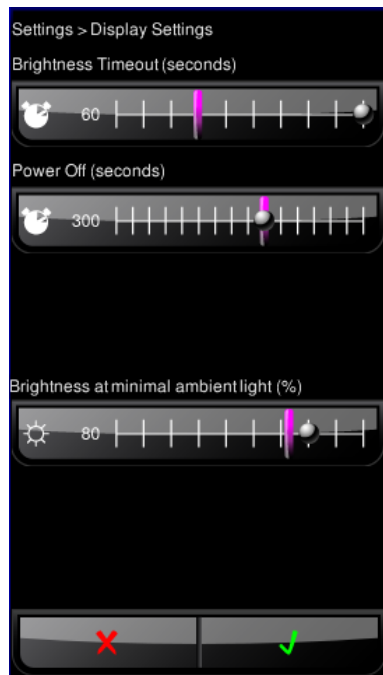 Settings > Display Settings
Brightness Timeout (seconds)
60
Power Off (seconds)
300
Brightness at minimal ambient light (%)
80